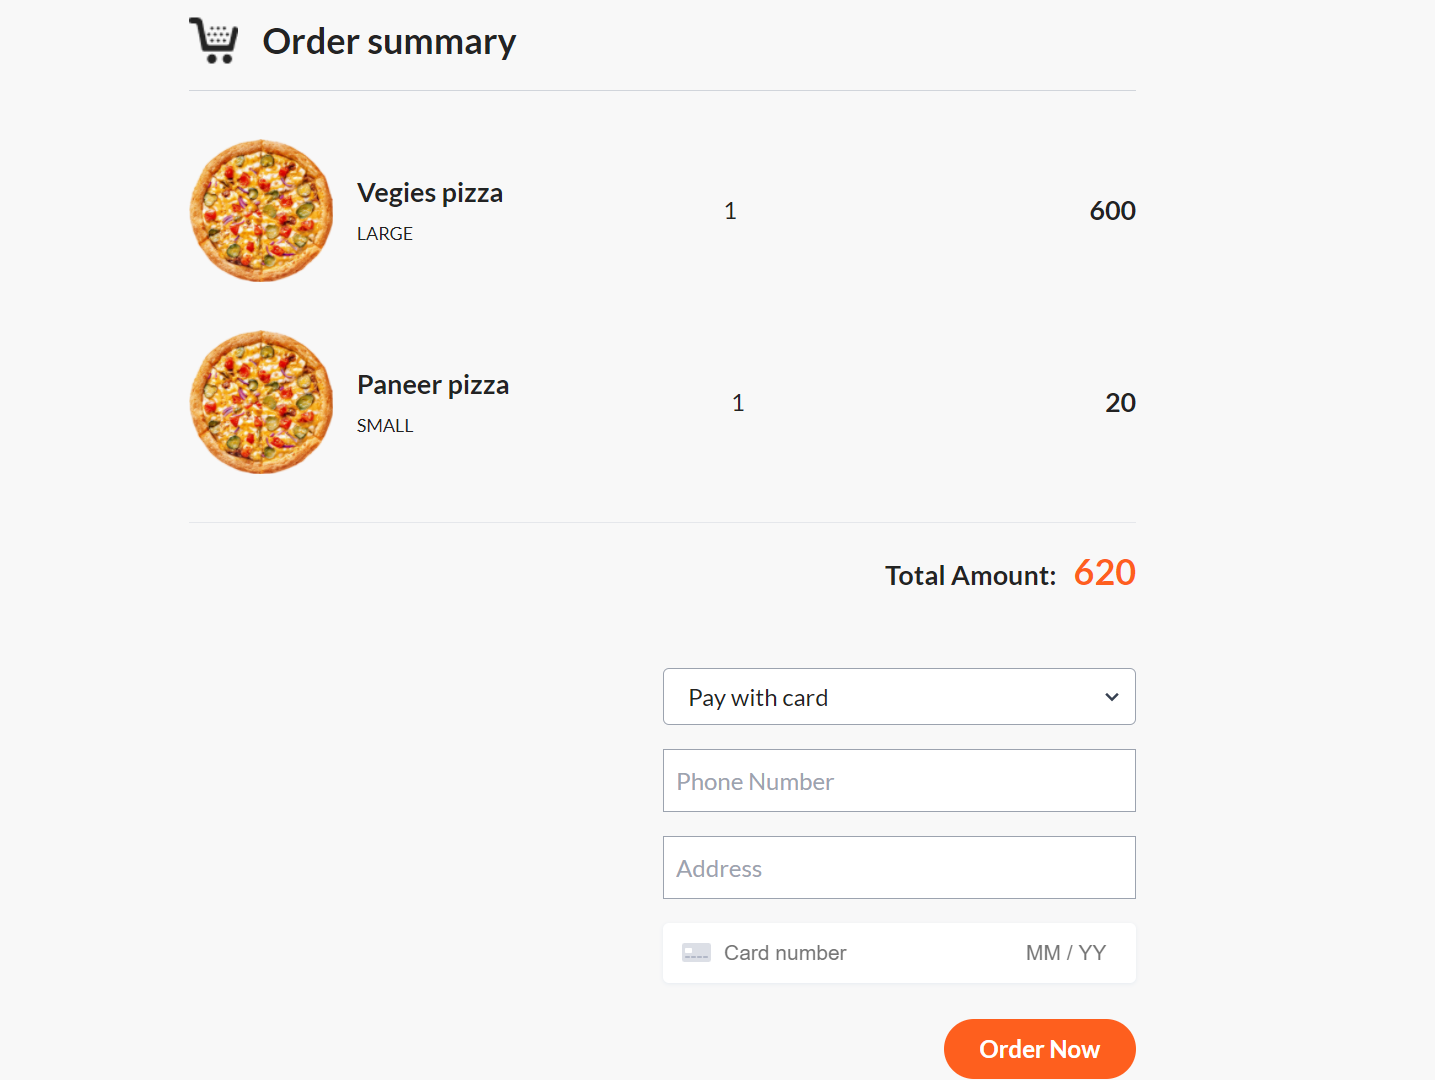 Order summary
Vegies pizza
LARGE
1
600
Paneer pizza
SMALL
1
20
Total Amount: 620
Pay with card
Phone Number
Address
Card number MM / YY
Order Now